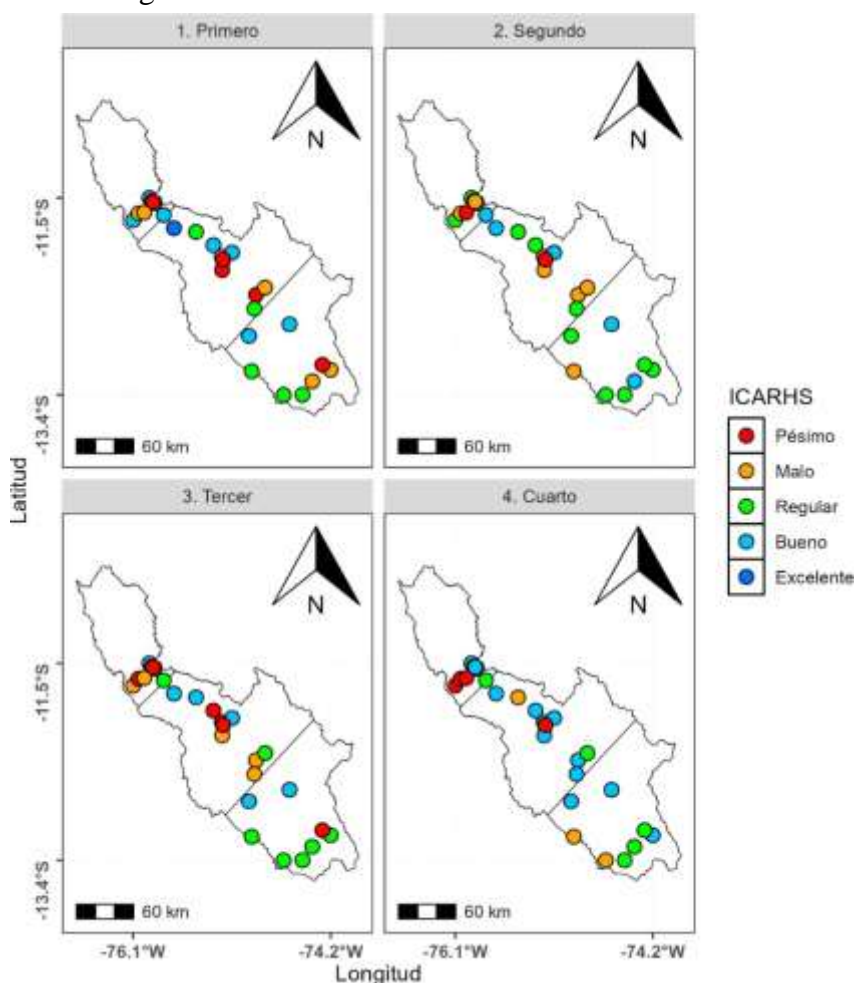 1. Primero
2. Segundo
N
N
-11.5°S
-13.4°S
60 km
60 km
ICARHS
Pésimo
Malo
Regular
Bueno
Excelente
Latitud
3. Tercer
4. Cuarto
N
N
-11.5°S
-13.4°S
60 km
60 km
-76.1°W
-74.2°W
-76.1°W
-74.2°W
Longitud